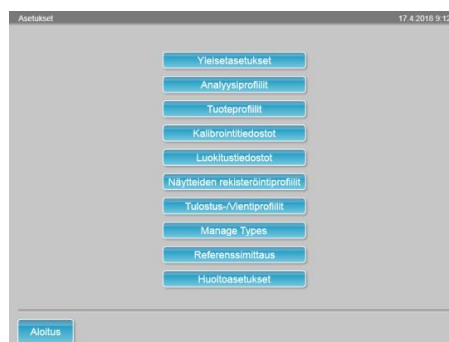 Asetukset
17.4.2018 9:12
Yleisetasetukset
Analyysiprofiilit
Tuoteprofiilit
Kalibrointitiedostot
Luokitustiedostot
Näytteiden rekisteröintiprofiilit
Tulostus-/Vientiprofiilit
Manage Types
Referenssimittaus
Huoltoasetukset
Aloitus